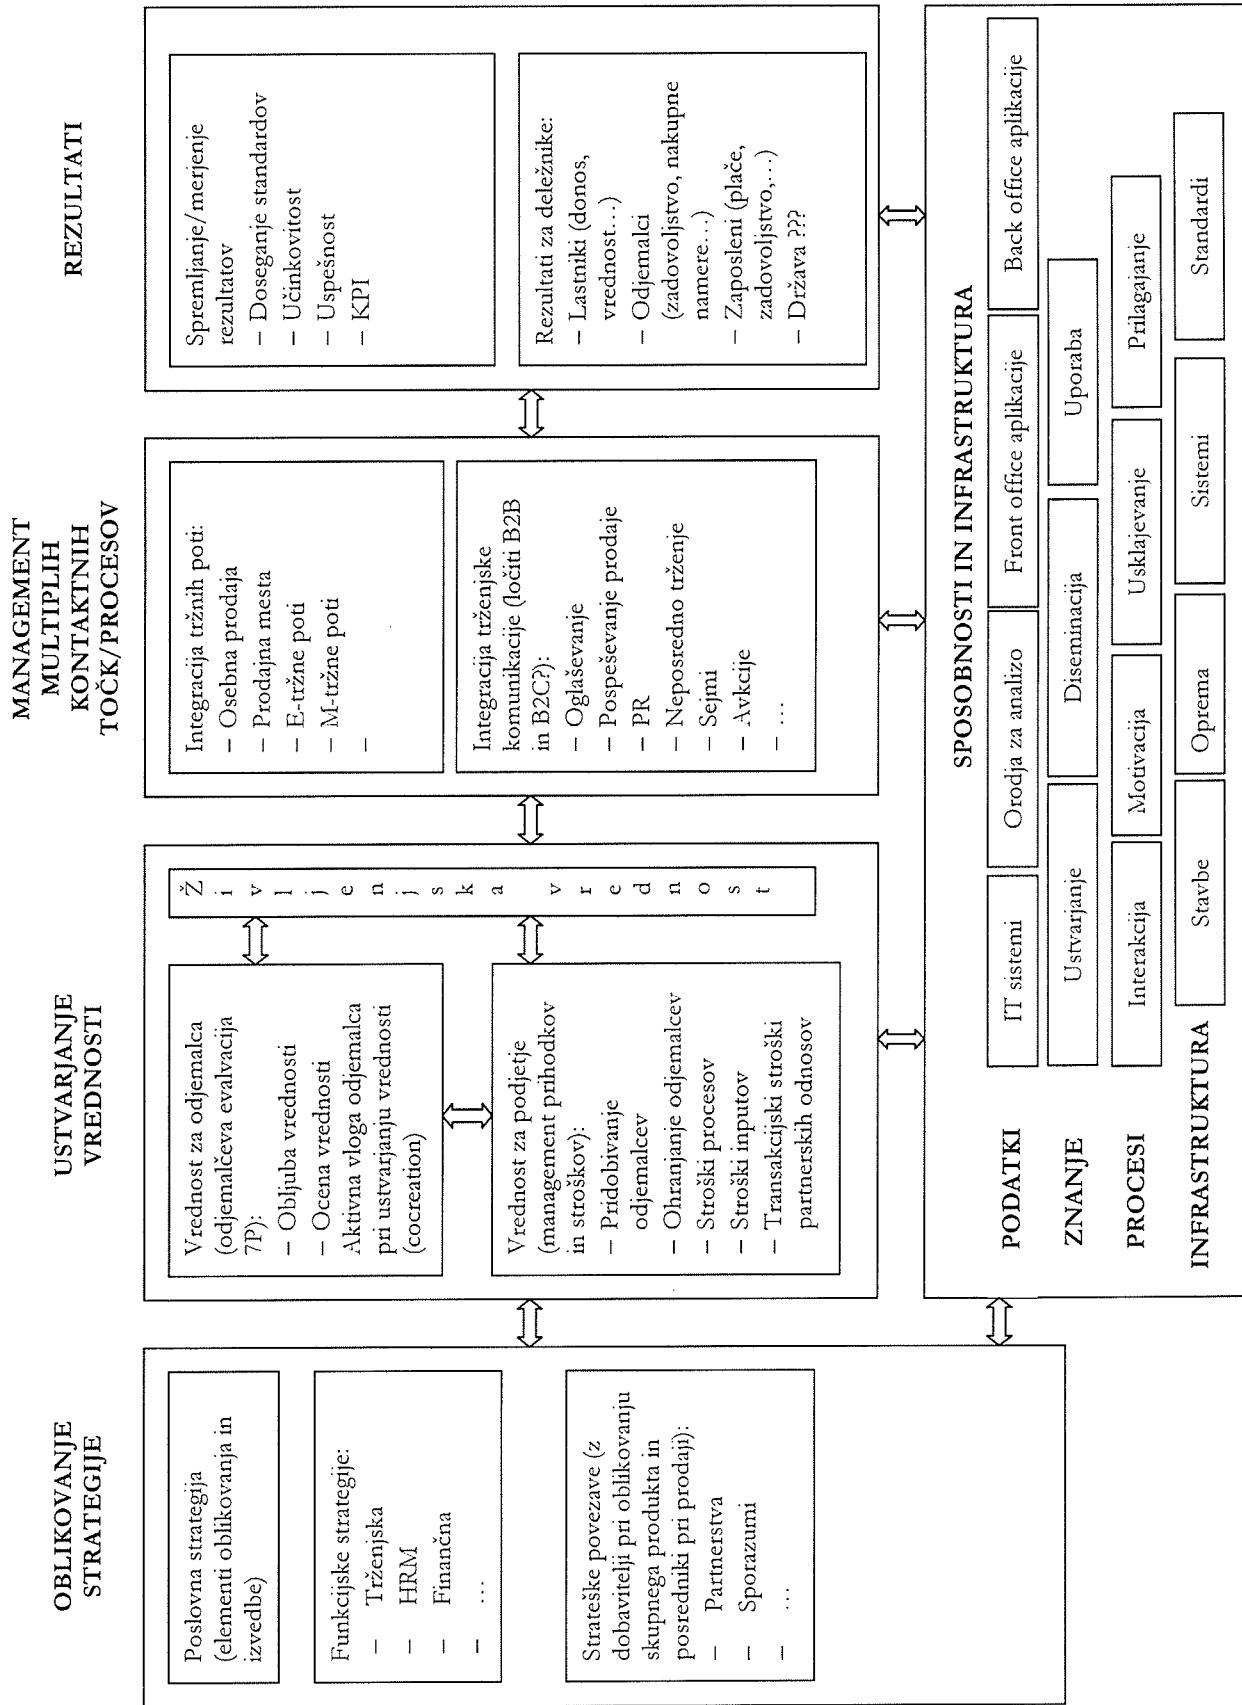 OBLIKOVANJE
STRATEGIJE
Poslovna strategija
(elementi oblikovanja in
izvedbe)
Funkcijske strategije:
– Trženjska
– HRM
– Finančna
– …
Strateške povezave (z
dobavitelji pri oblikovanju
skupnega produkta in
posredniki pri prodaji):
– Partnerstva
– Sporazumi
– …
USTVARJANJE
VREDNOSTI
Vrednost za odjemalca
(odjemalčeva evalvacija
7P):
– Obljuba vrednosti
– Ocena vrednosti
Aktivna vloga odjemalca
pri ustvarjanju vrednosti
(cocreation)
Vrednost za podjetje
(management prihodkov
in stroškov):
– Pridobivanje
odjemalcev
– Ohranjanje odjemalcev
– Stroški procesov
– Stroški inputov
– Transakcijski stroški
partnerskih odnosov
Življenjska vrednost
MANAGEMENT
MULTIPLIH
KONTAKTNIH
TOČK/PROCESOV
Integracija tržnih poti:
– Osebna prodaja
– Prodajna mesta
– E-tržne poti
– M-tržne poti
–
Integracija trženjske
komunikacije (ločiti B2B
in B2C?):
– Oglaševanje
– Pospeševanje prodaje
– PR
– Neposredno trženje
– Sejmi
– Avkcije
– …
REZULTATI
Spremljanje/merjenje
rezultatov
– Doseganje standardov
– Učinkovitost
– Uspešnost
– KPI
Rezultati za deležnike:
– Lastniki (donos,
vrednost…)
– Odjemalci
(zadovoljstvo, nakupne
namere…)
– Zaposleni (plače,
zadovoljstvo,…)
– Država ???
SPOSOBNOSTI IN INFRASTRUKTURA
PODATKI IT sistemi Orodja za analizo Front office aplikacije Back office aplikacije
ZNANJE Ustvarjanje Diseminacija Uporaba
PROCESI Interakcija Motivacija Usklajevanje Prilagajanje
INFRASTRUKTURA Stavbe Oprema Sistemi Standardi